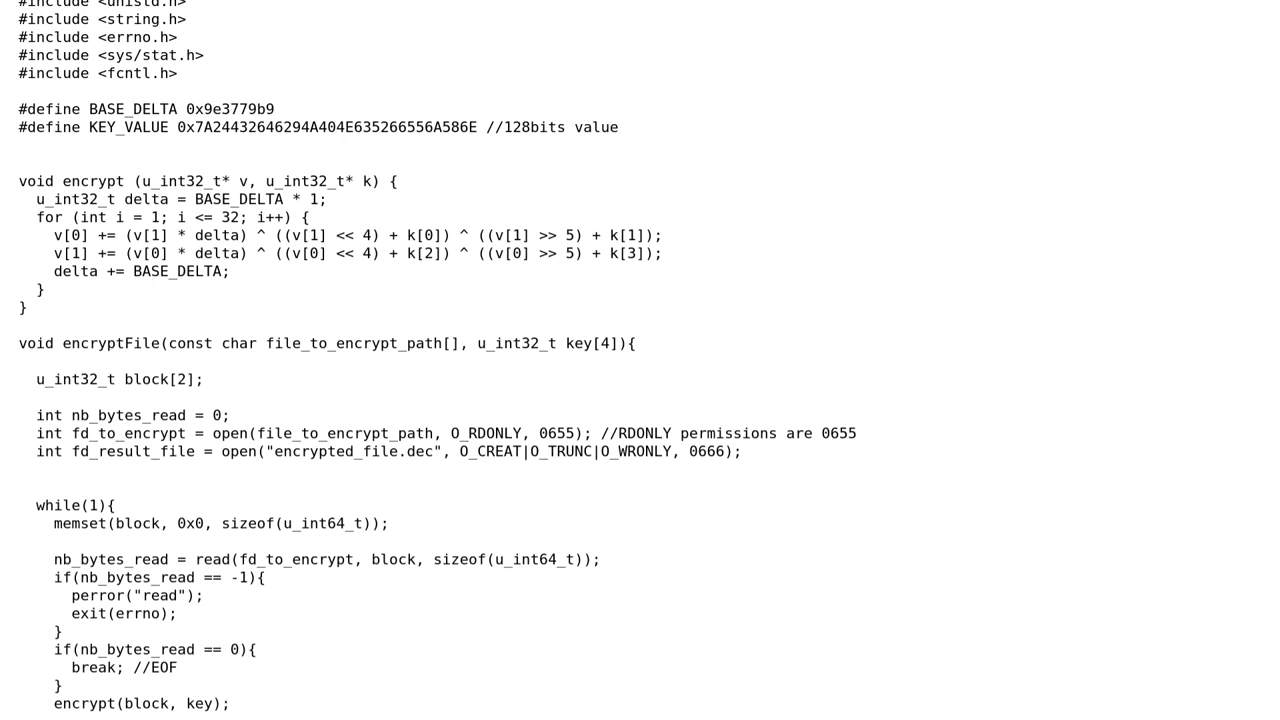 #include <unistd.h>
#include <string.h>
#include <errno.h>
#include <sys/stat.h>
#include <fcntl.h>
#define BASE_DELTA 0x9e3779b9
#define KEY_VALUE 0x7A24432646294A404E635266556A586E //128bits value
void encrypt (u_int32_t* v, u_int32_t* k) {
u_int32_t delta = BASE_DELTA * 1;
for (int i = 1; i <= 32; i++) {
v[0] += (v[1] * delta) ^ ((v[1] << 4) + k[0]) ^ ((v[1] >> 5) + k[1]);
v[1] += (v[0] * delta) ^ ((v[0] << 4) + k[2]) ^ ((v[0] >> 5) + k[3]);
delta += BASE_DELTA;
}
}
void encryptFile(const char file_to_encrypt_path[], u_int32_t key[4]){
u_int32_t block[2];
int nb_bytes_read = 0;
int fd_to_encrypt = open(file_to_encrypt_path, O_RDONLY, 0655); //RDONLY permissions are 0655
int fd_result_file = open("encrypted_file.dec", O_CREAT|O_TRUNC|O_WRONLY, 0666);
while(1){
memset(block, 0x0, sizeof(u_int64_t));
nb_bytes_read = read(fd_to_encrypt, block, sizeof(u_int64_t));
if(nb_bytes_read == -1){
perror("read");
exit(errno);
}
if(nb_bytes_read == 0){
break; //EOF
}
encrypt(block, key);